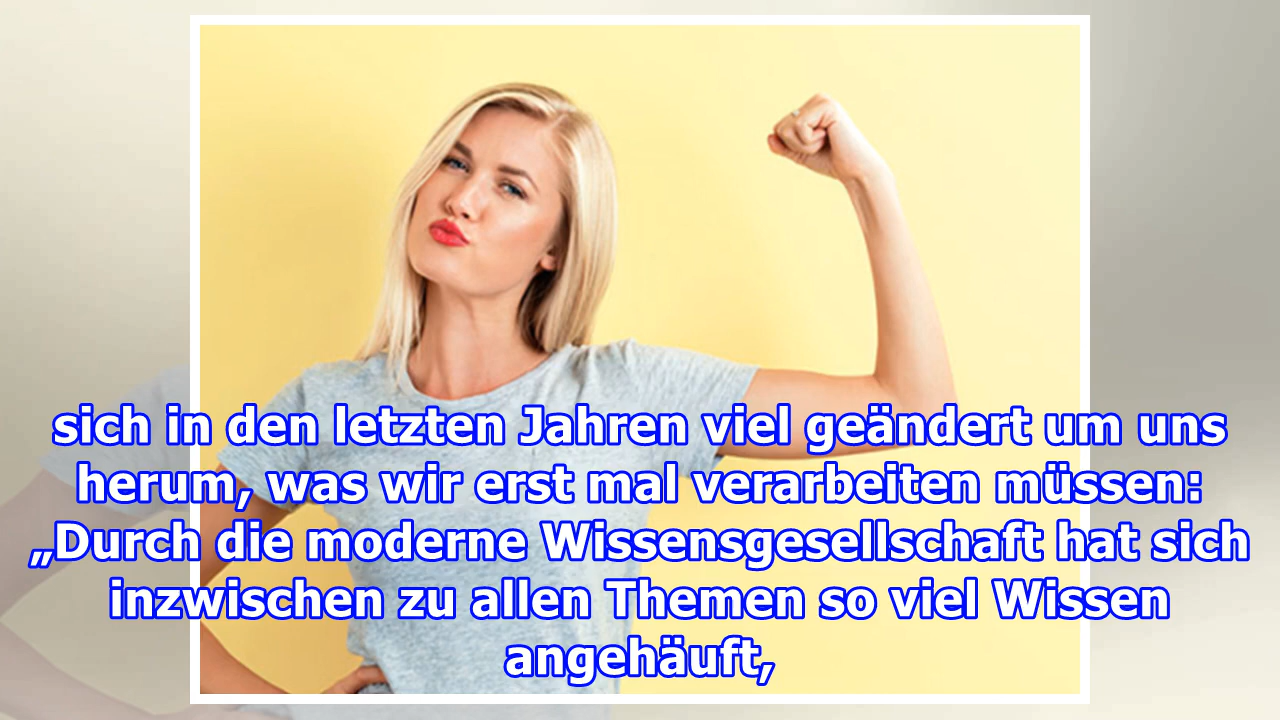 sich in den letzten Jahren viel geändert um uns
herum, was wir erst mal verarbeiten müssen:
„Durch die moderne Wissensgesellschaft hat sich
inzwischen zu allen Themen so viel Wissen
angehäuft,